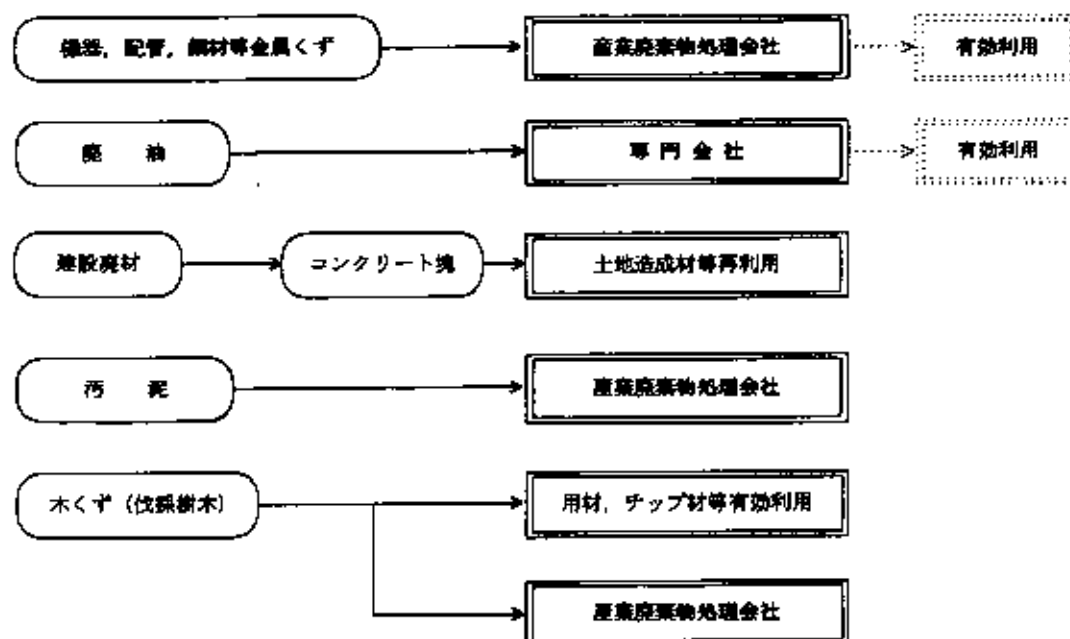 機器，配管，鋼材等金属くず
産業廃棄物処理会社
有効利用
廃　油
専門会社
有効利用
建設廃材
コンクリート塊
土地造成材等再利用
汚　泥
産業廃棄物処理会社
木くず（伐採樹木）
用材，チップ材等有効利用
産業廃棄物処理会社